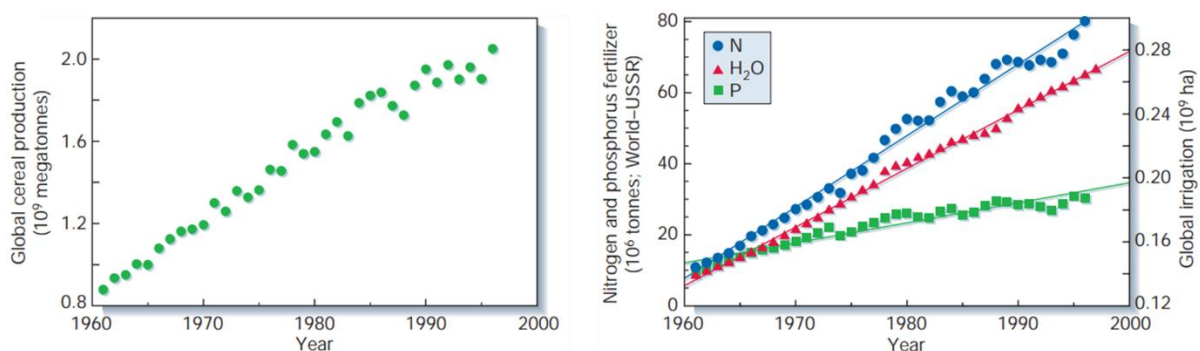 Global cereal production
(10⁹ megatonnes)
2.0
1.6
1.2
0.8
1960
1970
1980
1990
2000
Year
Nitrogen and phosphorus fertilizer
(10⁶ tonnes; World–USSR)
80
60
40
20
0
N
H₂O
P
0.28
0.24
0.20
0.16
0.12
Global irrigation (10⁹ ha)
1960
1970
1980
1990
2000
Year